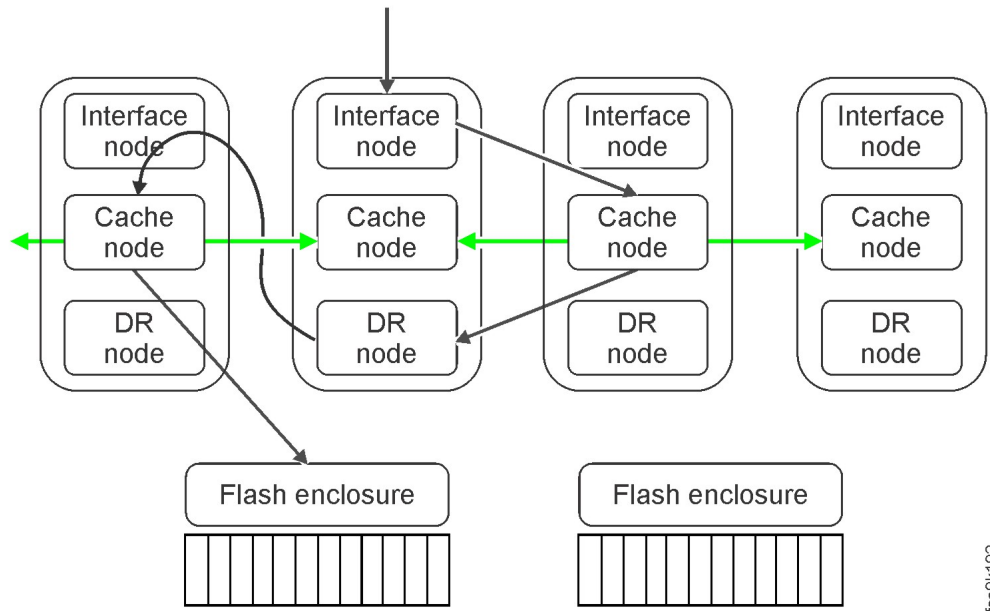 Interface
node
Interface
node
Interface
node
Interface
node
Cache
node
Cache
node
Cache
node
Cache
node
DR
node
DR
node
DR
node
DR
node
Flash enclosure
Flash enclosure